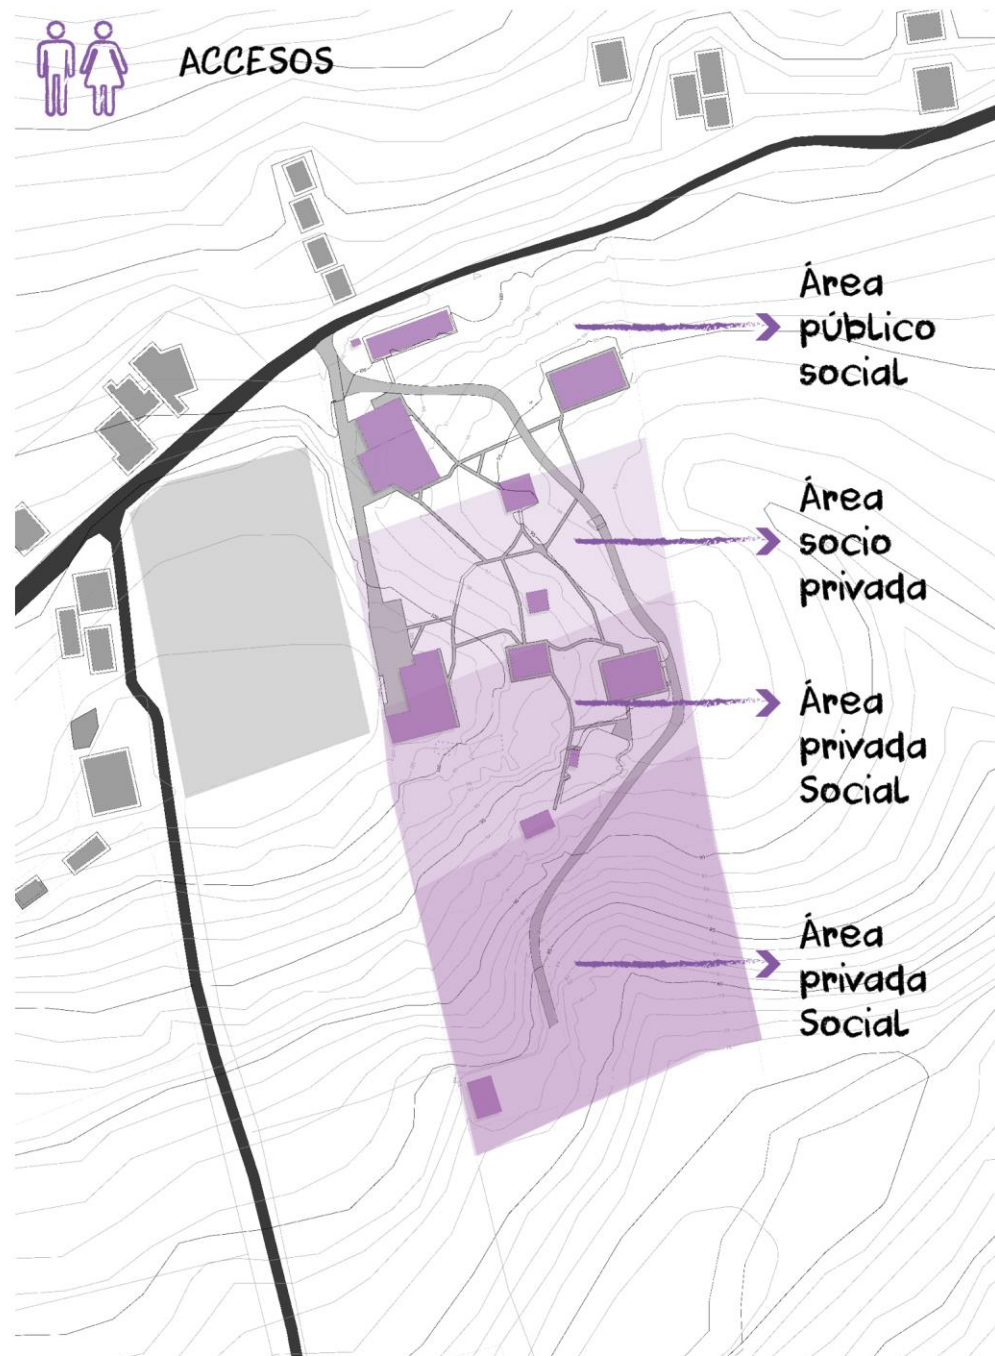 ACCESOS
Área
público
social
Área
socio
privada
Área
privada
Social
Área
privada
Social